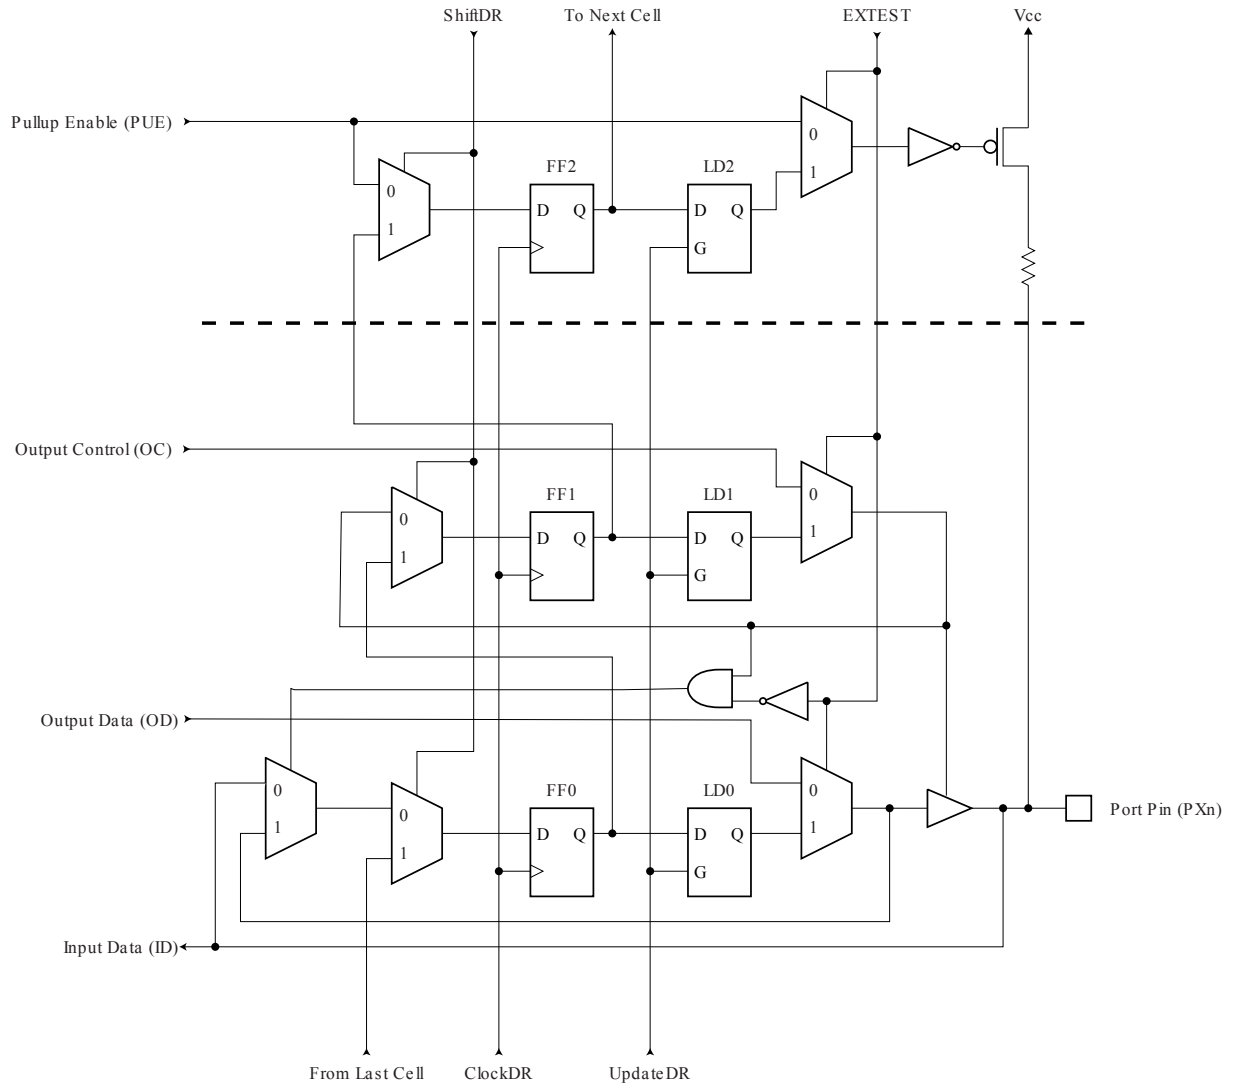 ShiftDR
To Next Cell
EXTEST
Vcc
Pullup Enable (PUE)
0
1
FF2
D Q
LD2
D Q
G
0
1
Output Control (OC)
0
1
FF1
D Q
LD1
D Q
G
0
1
Output Data (OD)
0
1
0
1
FF0
D Q
LD0
D Q
G
0
1
Port Pin (PXn)
Input Data (ID)
From Last Cell
ClockDR
UpdateDR